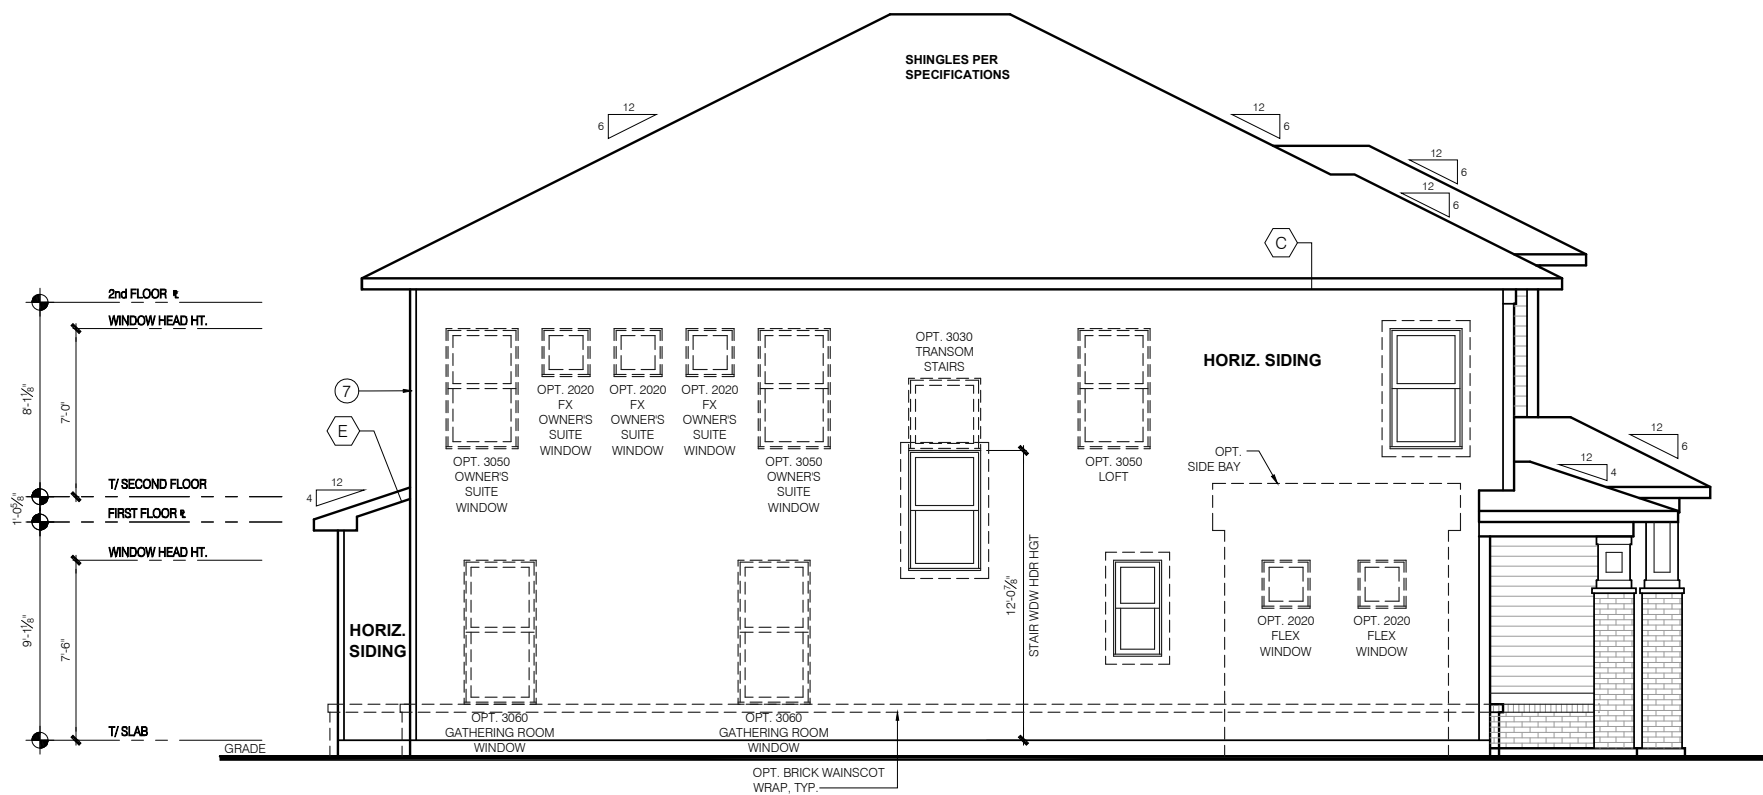 SHINGLES PER
SPECIFICATIONS
12
6
12
6
12
6
12
6
C
2nd FLOOR ℄
WINDOW HEAD HT.
8'-1⅛"
7'-0"
7
E
OPT. 2020
FX
OWNER'S
SUITE
WINDOW
OPT. 2020
FX
OWNER'S
SUITE
WINDOW
OPT. 2020
FX
OWNER'S
SUITE
WINDOW
OPT. 3030
TRANSOM
STAIRS
HORIZ. SIDING
OPT. 3050
OWNER'S
SUITE
WINDOW
OPT. 3050
OWNER'S
SUITE
WINDOW
OPT. 3050
LOFT
OPT.
SIDE BAY
12
6
12
4
T/ SECOND FLOOR
12
4
1'-0⅝"
FIRST FLOOR ℄
WINDOW HEAD HT.
9'-1⅛"
7'-6"
12'-0⅞"
STAIR WDW HDR HGT
HORIZ.
SIDING
OPT. 2020
FLEX
WINDOW
OPT. 2020
FLEX
WINDOW
T/ SLAB
GRADE
OPT. 3060
GATHERING ROOM
WINDOW
OPT. 3060
GATHERING ROOM
WINDOW
OPT. BRICK WAINSCOT
WRAP, TYP.